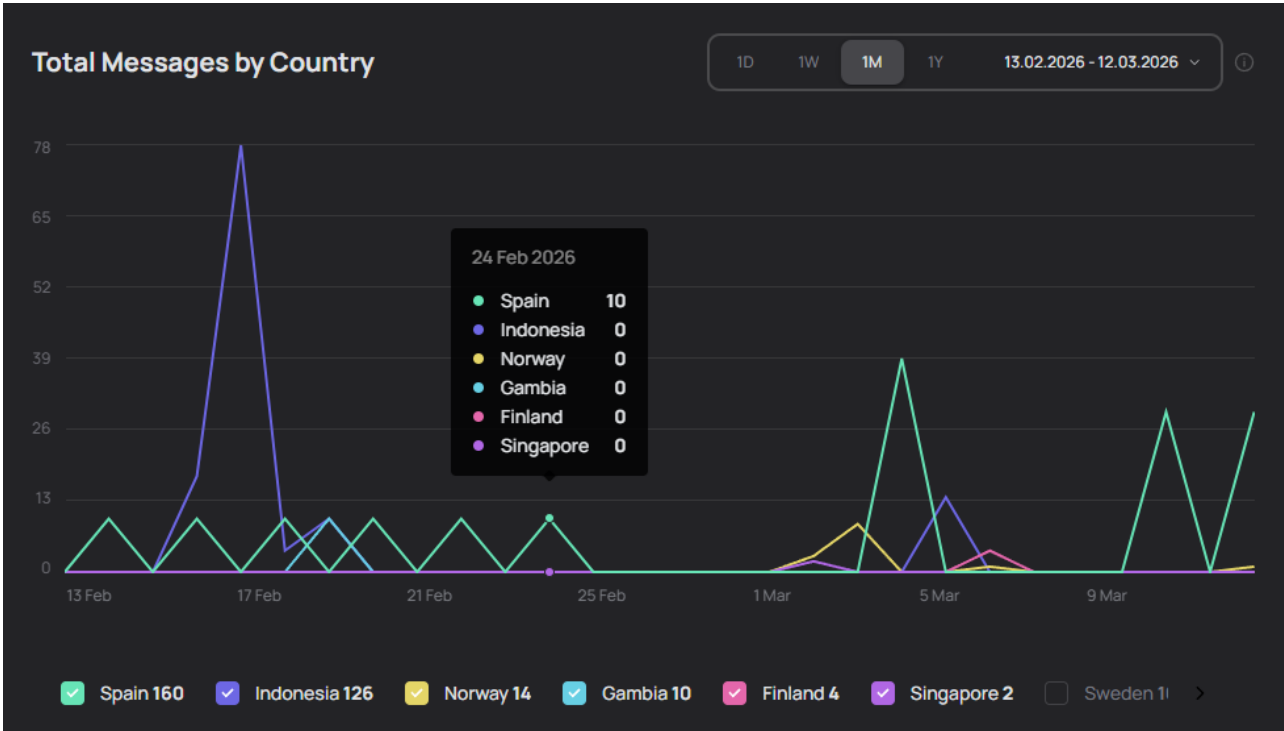 Total Messages by Country
1D 1W 1M 1Y 13.02.2026 - 12.03.2026
78
65
52
39
26
13
0
24 Feb 2026
Spain 10
Indonesia 0
Norway 0
Gambia 0
Finland 0
Singapore 0
13 Feb 17 Feb 21 Feb 25 Feb 1 Mar 5 Mar 9 Mar
Spain 160 Indonesia 126 Norway 14 Gambia 10 Finland 4 Singapore 2 Sweden